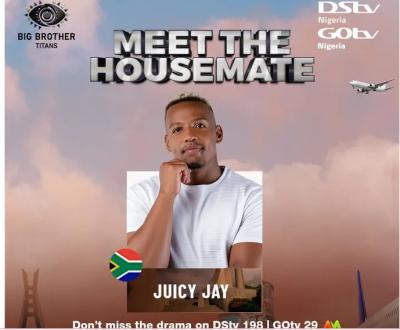 BIG BROTHER
TITANS
DStv
Nigeria
GOtv
Nigeria
MEET THE
HOUSEMATE
JUICY JAY
Don't miss the drama on DStv 198 | GOtv 29